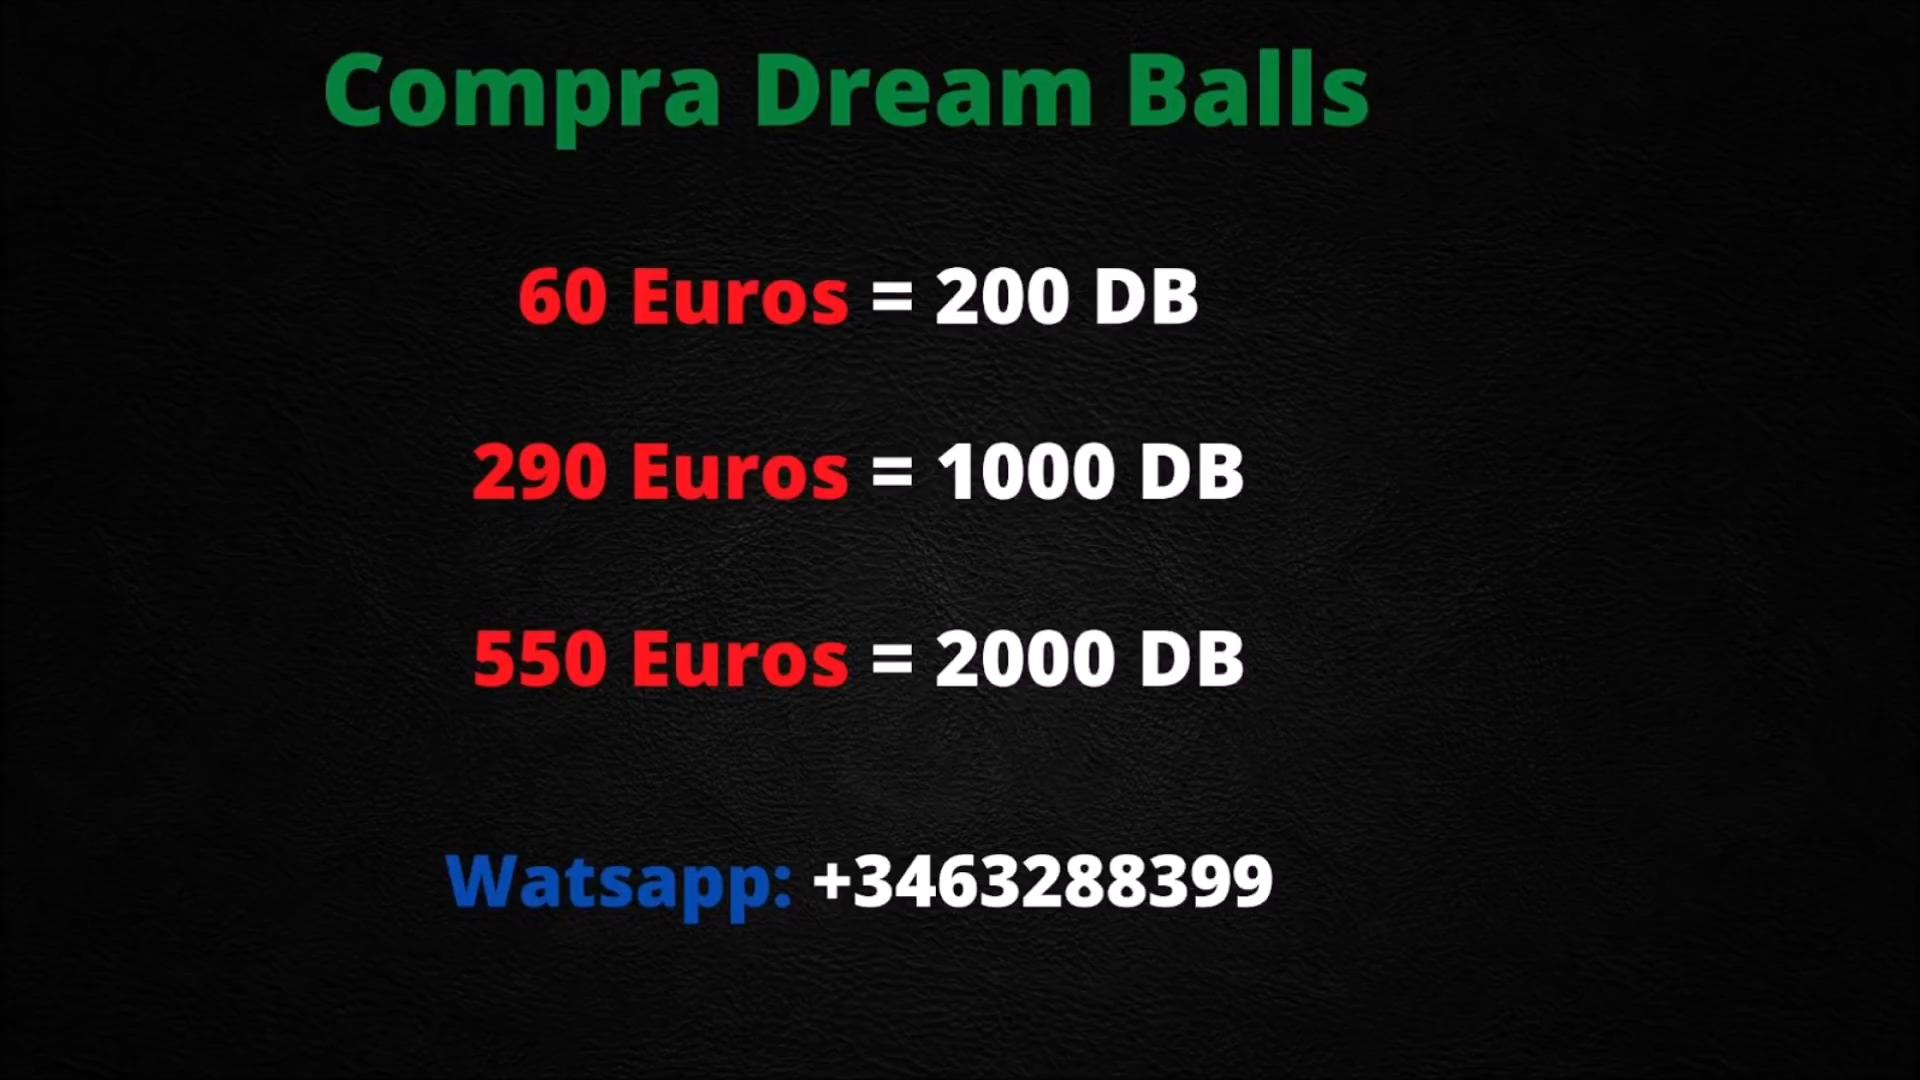 Compra Dream Balls
60 Euros = 200 DB
290 Euros = 1000 DB
550 Euros = 2000 DB
Watsapp: +3463288399